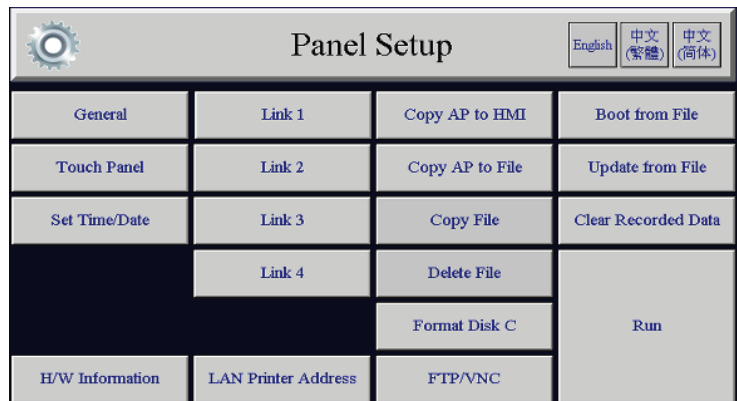 Panel Setup
English
中文
(繁體)
中文
(简体)
General
Link 1
Copy AP to HMI
Boot from File
Touch Panel
Link 2
Copy AP to File
Update from File
Set Time/Date
Link 3
Copy File
Clear Recorded Data
Link 4
Delete File
Format Disk C
Run
H/W Information
LAN Printer Address
FTP/VNC